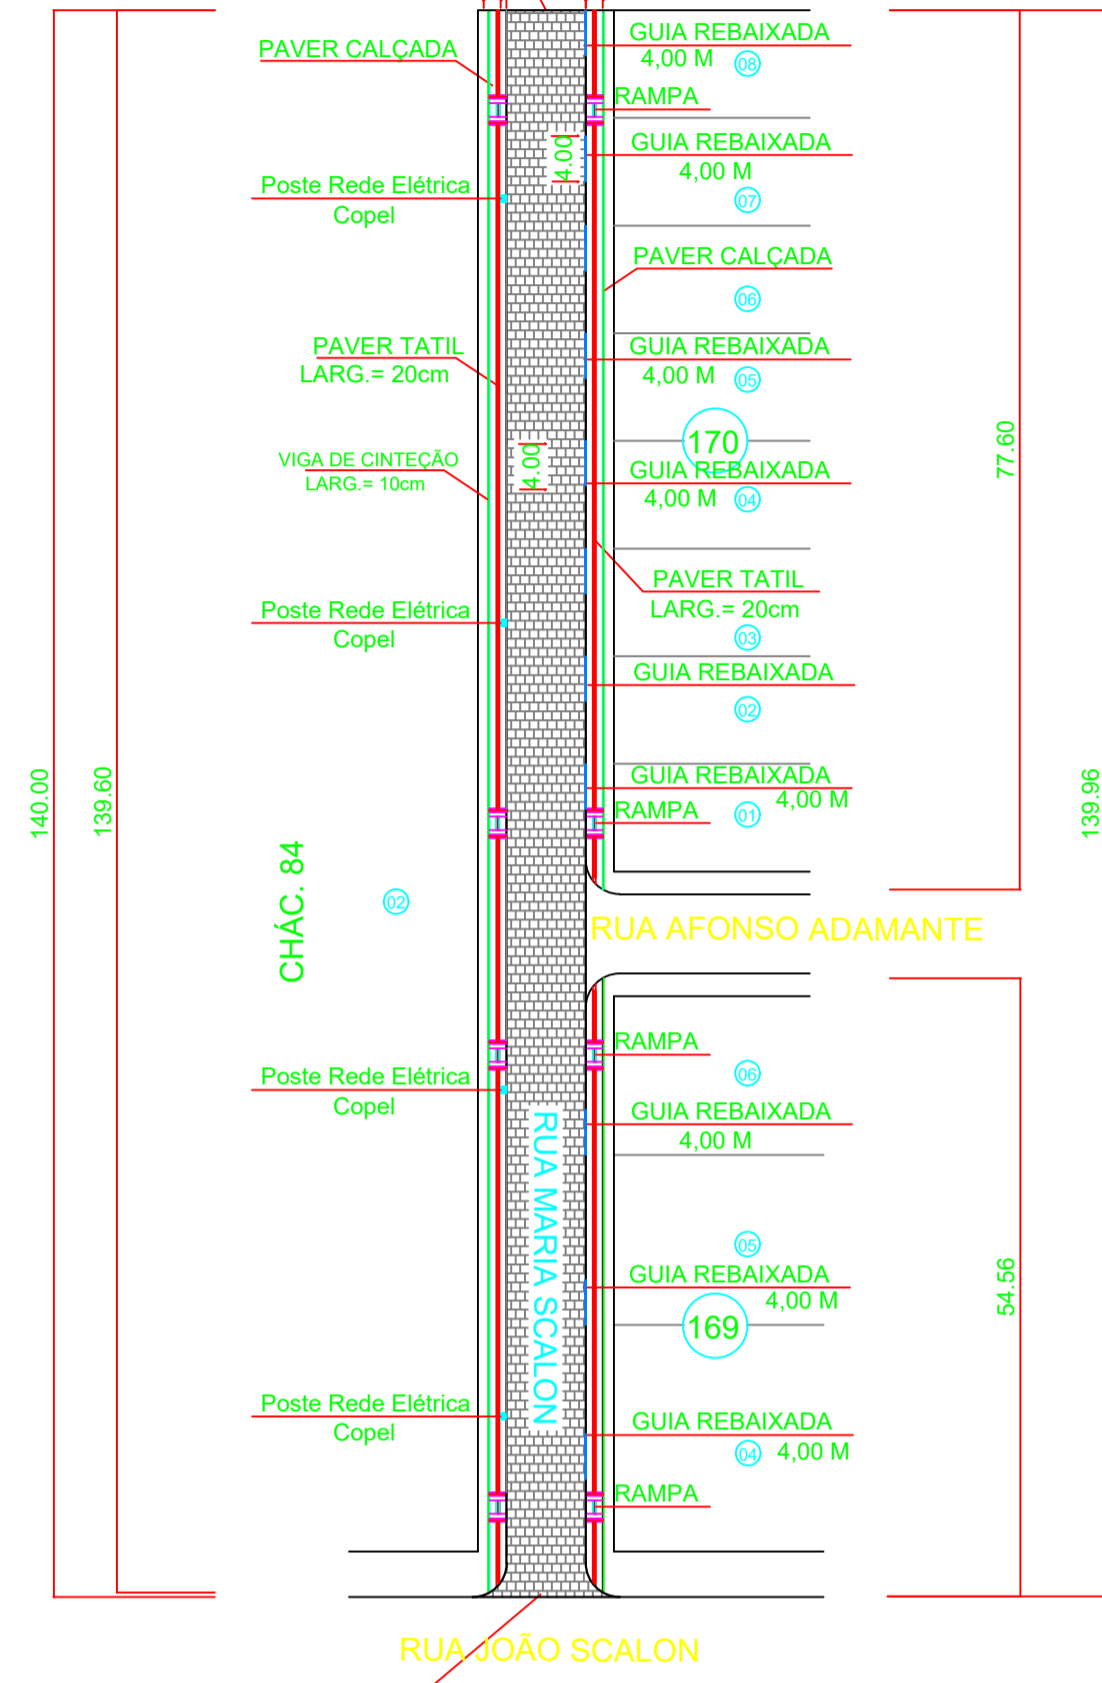 GUIA REBAIXADA
4,00 M
08
PAVER CALÇADA
RAMPA
GUIA REBAIXADA
4,00 M
4.00
07
Poste Rede Elétrica
Copel
PAVER CALÇADA
06
PAVER TATIL
LARG.= 20cm
GUIA REBAIXADA
4,00 M
05
170
77.60
VIGA DE CINTEÇÃO
LARG.= 10cm
4.00
GUIA REBAIXADA
4,00 M
04
PAVER TATIL
LARG.= 20cm
Poste Rede Elétrica
Copel
03
GUIA REBAIXADA
02
GUIA REBAIXADA
4,00 M
RAMPA
01
140.00
139.60
139.96
CHÁC. 84
02
RUA AFONSO ADAMANTE
RAMPA
06
Poste Rede Elétrica
Copel
GUIA REBAIXADA
4,00 M
RUA MARIA SCALON
05
GUIA REBAIXADA
4,00 M
169
54.56
Poste Rede Elétrica
Copel
GUIA REBAIXADA
04
4,00 M
RAMPA
RUA JOÃO SCALON